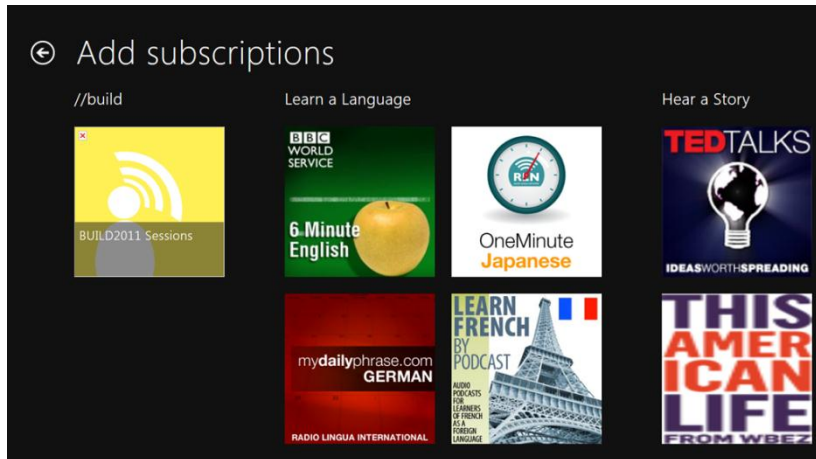 Add subscriptions
//build
BUILD2011 Sessions
Learn a Language
BBC
WORLD
SERVICE
6 Minute
English
RLN
OneMinute
Japanese
mydailyphrase.com
GERMAN
RADIO LINGUA INTERNATIONAL
LEARN
FRENCH
BY
PODCAST
AUDIO
PODCASTS
FOR
LEARNERS
OF FRENCH
AS A
FOREIGN
LANGUAGE
Hear a Story
TEDTALKS
IDEASWORTHSPREADING
THIS
AMER
ICAN
LIFE
FROM WBEZ